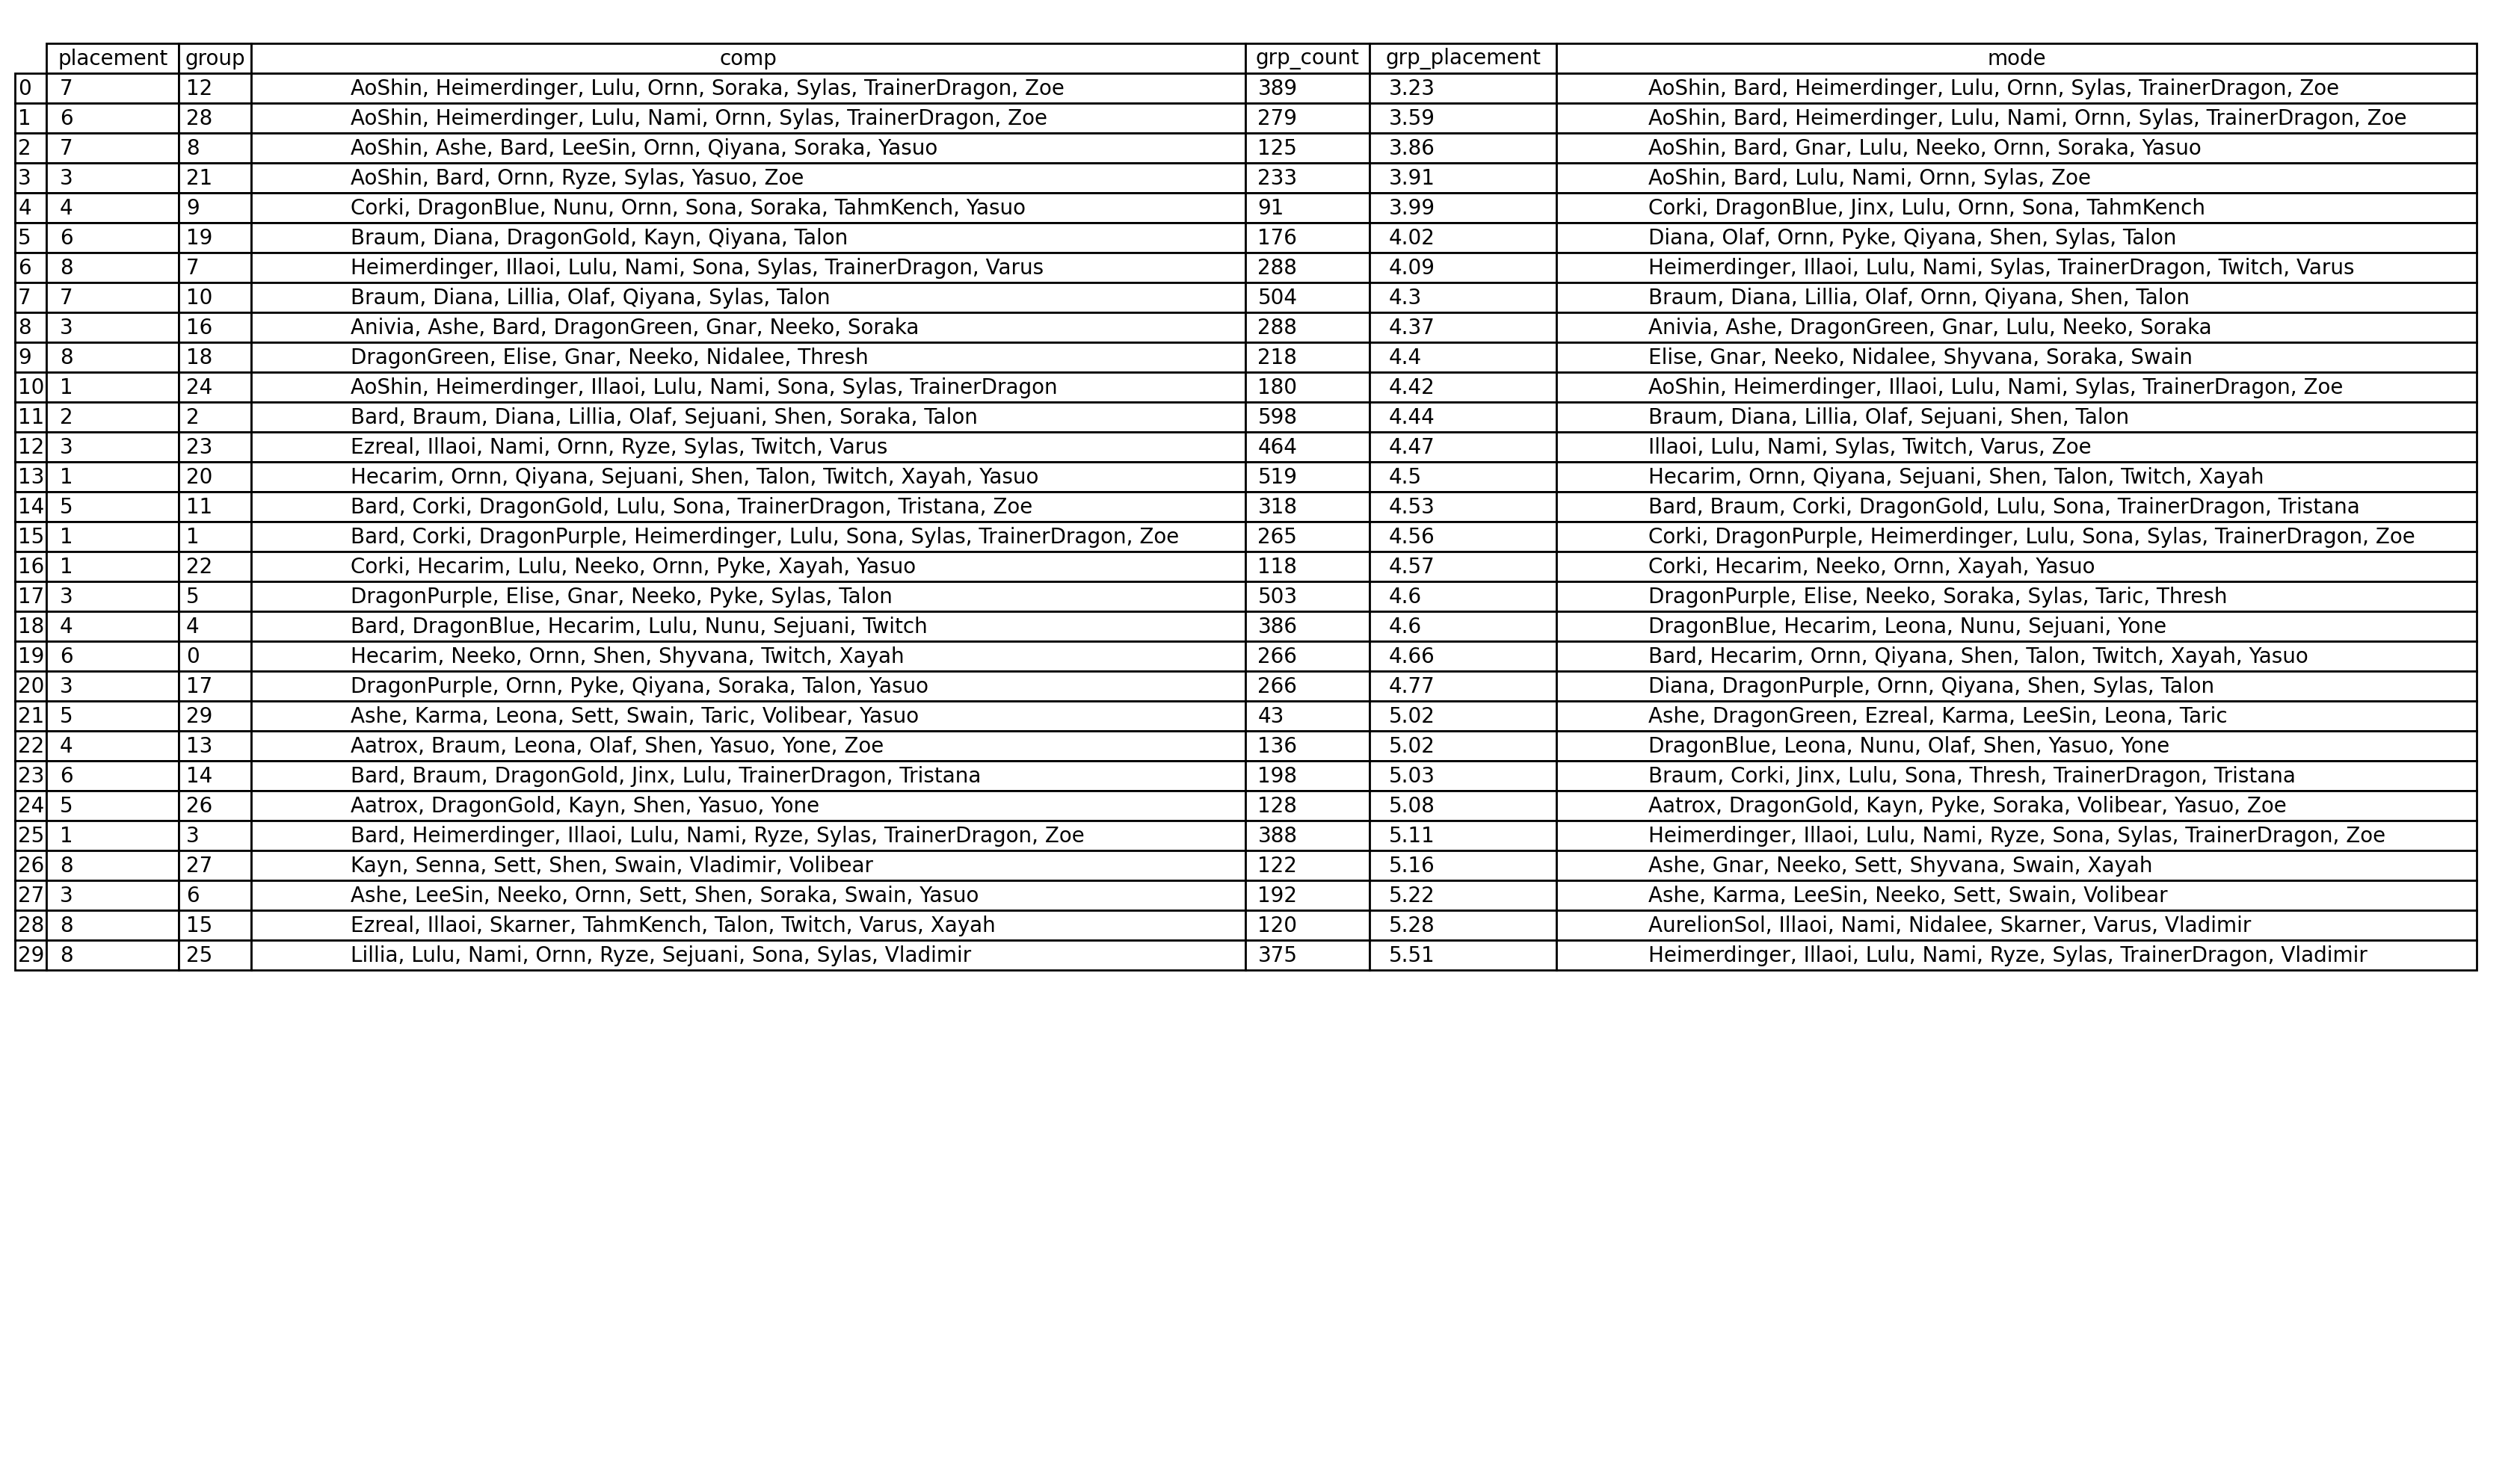 placement group comp grp_count grp_placement mode
0 7 12 AoShin, Heimerdinger, Lulu, Ornn, Soraka, Sylas, TrainerDragon, Zoe 389 3.23 AoShin, Bard, Heimerdinger, Lulu, Ornn, Sylas, TrainerDragon, Zoe
1 6 28 AoShin, Heimerdinger, Lulu, Nami, Ornn, Sylas, TrainerDragon, Zoe 279 3.59 AoShin, Bard, Heimerdinger, Lulu, Nami, Ornn, Sylas, TrainerDragon, Zoe
2 7 8 AoShin, Ashe, Bard, LeeSin, Ornn, Qiyana, Soraka, Yasuo 125 3.86 AoShin, Bard, Gnar, Lulu, Neeko, Ornn, Soraka, Yasuo
3 3 21 AoShin, Bard, Ornn, Ryze, Sylas, Yasuo, Zoe 233 3.91 AoShin, Bard, Lulu, Nami, Ornn, Sylas, Zoe
4 4 9 Corki, DragonBlue, Nunu, Ornn, Sona, Soraka, TahmKench, Yasuo 91 3.99 Corki, DragonBlue, Jinx, Lulu, Ornn, Sona, TahmKench
5 6 19 Braum, Diana, DragonGold, Kayn, Qiyana, Talon 176 4.02 Diana, Olaf, Ornn, Pyke, Qiyana, Shen, Sylas, Talon
6 8 7 Heimerdinger, Illaoi, Lulu, Nami, Sona, Sylas, TrainerDragon, Varus 288 4.09 Heimerdinger, Illaoi, Lulu, Nami, Sylas, TrainerDragon, Twitch, Varus
7 7 10 Braum, Diana, Lillia, Olaf, Qiyana, Sylas, Talon 504 4.3 Braum, Diana, Lillia, Olaf, Ornn, Qiyana, Shen, Talon
8 3 16 Anivia, Ashe, Bard, DragonGreen, Gnar, Neeko, Soraka 288 4.37 Anivia, Ashe, DragonGreen, Gnar, Lulu, Neeko, Soraka
9 8 18 DragonGreen, Elise, Gnar, Neeko, Nidalee, Thresh 218 4.4 Elise, Gnar, Neeko, Nidalee, Shyvana, Soraka, Swain
10 1 24 AoShin, Heimerdinger, Illaoi, Lulu, Nami, Sona, Sylas, TrainerDragon 180 4.42 AoShin, Heimerdinger, Illaoi, Lulu, Nami, Sylas, TrainerDragon, Zoe
11 2 2 Bard, Braum, Diana, Lillia, Olaf, Sejuani, Shen, Soraka, Talon 598 4.44 Braum, Diana, Lillia, Olaf, Sejuani, Shen, Talon
12 3 23 Ezreal, Illaoi, Nami, Ornn, Ryze, Sylas, Twitch, Varus 464 4.47 Illaoi, Lulu, Nami, Sylas, Twitch, Varus, Zoe
13 1 20 Hecarim, Ornn, Qiyana, Sejuani, Shen, Talon, Twitch, Xayah, Yasuo 519 4.5 Hecarim, Ornn, Qiyana, Sejuani, Shen, Talon, Twitch, Xayah
14 5 11 Bard, Corki, DragonGold, Lulu, Sona, TrainerDragon, Tristana, Zoe 318 4.53 Bard, Braum, Corki, DragonGold, Lulu, Sona, TrainerDragon, Tristana
15 1 1 Bard, Corki, DragonPurple, Heimerdinger, Lulu, Sona, Sylas, TrainerDragon, Zoe 265 4.56 Corki, DragonPurple, Heimerdinger, Lulu, Sona, Sylas, TrainerDragon, Zoe
16 1 22 Corki, Hecarim, Lulu, Neeko, Ornn, Pyke, Xayah, Yasuo 118 4.57 Corki, Hecarim, Neeko, Ornn, Xayah, Yasuo
17 3 5 DragonPurple, Elise, Gnar, Neeko, Pyke, Sylas, Talon 503 4.6 DragonPurple, Elise, Neeko, Soraka, Sylas, Taric, Thresh
18 4 4 Bard, DragonBlue, Hecarim, Lulu, Nunu, Sejuani, Twitch 386 4.6 DragonBlue, Hecarim, Leona, Nunu, Sejuani, Yone
19 6 0 Hecarim, Neeko, Ornn, Shen, Shyvana, Twitch, Xayah 266 4.66 Bard, Hecarim, Ornn, Qiyana, Shen, Talon, Twitch, Xayah, Yasuo
20 3 17 DragonPurple, Ornn, Pyke, Qiyana, Soraka, Talon, Yasuo 266 4.77 Diana, DragonPurple, Ornn, Qiyana, Shen, Sylas, Talon
21 5 29 Ashe, Karma, Leona, Sett, Swain, Taric, Volibear, Yasuo 43 5.02 Ashe, DragonGreen, Ezreal, Karma, LeeSin, Leona, Taric
22 4 13 Aatrox, Braum, Leona, Olaf, Shen, Yasuo, Yone, Zoe 136 5.02 DragonBlue, Leona, Nunu, Olaf, Shen, Yasuo, Yone
23 6 14 Bard, Braum, DragonGold, Jinx, Lulu, TrainerDragon, Tristana 198 5.03 Braum, Corki, Jinx, Lulu, Sona, Thresh, TrainerDragon, Tristana
24 5 26 Aatrox, DragonGold, Kayn, Shen, Yasuo, Yone 128 5.08 Aatrox, DragonGold, Kayn, Pyke, Soraka, Volibear, Yasuo, Zoe
25 1 3 Bard, Heimerdinger, Illaoi, Lulu, Nami, Ryze, Sylas, TrainerDragon, Zoe 388 5.11 Heimerdinger, Illaoi, Lulu, Nami, Ryze, Sona, Sylas, TrainerDragon, Zoe
26 8 27 Kayn, Senna, Sett, Shen, Swain, Vladimir, Volibear 122 5.16 Ashe, Gnar, Neeko, Sett, Shyvana, Swain, Xayah
27 3 6 Ashe, LeeSin, Neeko, Ornn, Sett, Shen, Soraka, Swain, Yasuo 192 5.22 Ashe, Karma, LeeSin, Neeko, Sett, Swain, Volibear
28 8 15 Ezreal, Illaoi, Skarner, TahmKench, Talon, Twitch, Varus, Xayah 120 5.28 AurelionSol, Illaoi, Nami, Nidalee, Skarner, Varus, Vladimir
29 8 25 Lillia, Lulu, Nami, Ornn, Ryze, Sejuani, Sona, Sylas, Vladimir 375 5.51 Heimerdinger, Illaoi, Lulu, Nami, Ryze, Sylas, TrainerDragon, Vladimir